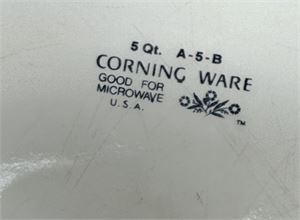 5 Qt. A-5-B
CORNING WARE
GOOD FOR
MICROWAVE
U.S.A.
TM